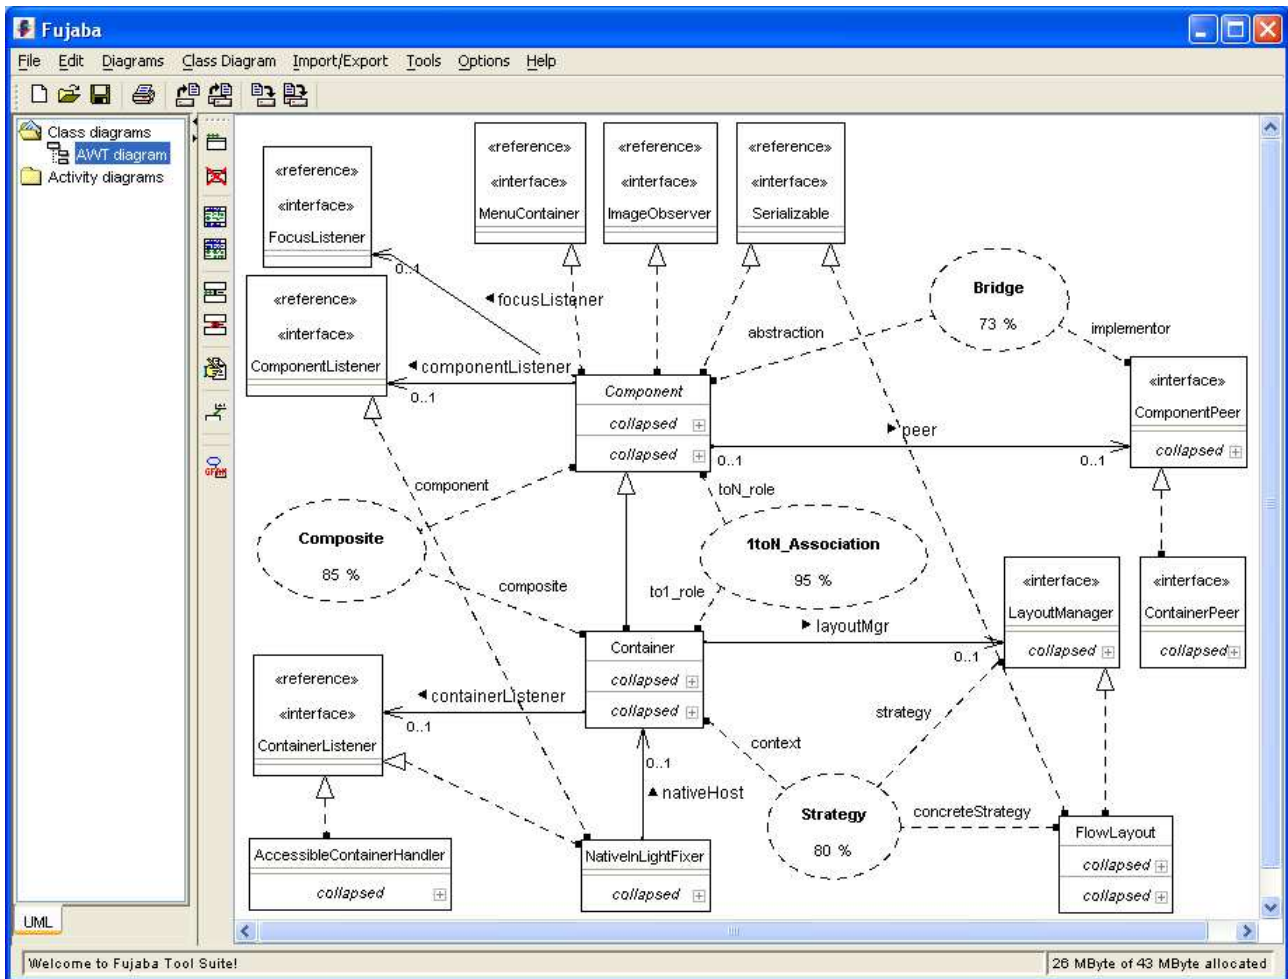 Fujaba
File Edit Diagrams Class Diagram Import/Export Tools Options Help
Class diagrams
AWT diagram
Activity diagrams
UML
«reference»
«interface»
FocusListener
«reference»
«interface»
MenuContainer
«reference»
«interface»
ImageObserver
«reference»
«interface»
Serializable
0..1
focusListener
«reference»
«interface»
ComponentListener
componentListener
0..1
Component
collapsed
collapsed
abstraction
Bridge
73 %
implementor
«interface»
ComponentPeer
collapsed
peer
0..1
0..1
component
toN_role
Composite
85 %
composite
1toN_Association
95 %
to1_role
«interface»
LayoutManager
collapsed
«interface»
ContainerPeer
collapsed
layoutMgr
0..1
Container
collapsed
collapsed
«reference»
«interface»
ContainerListener
containerListener
0..1
strategy
context
0..1
nativeHost
Strategy
80 %
concreteStrategy
FlowLayout
collapsed
collapsed
AccessibleContainerHandler
collapsed
NativeInLightFixer
collapsed
Welcome to Fujaba Tool Suite!
26 MByte of 43 MByte allocated